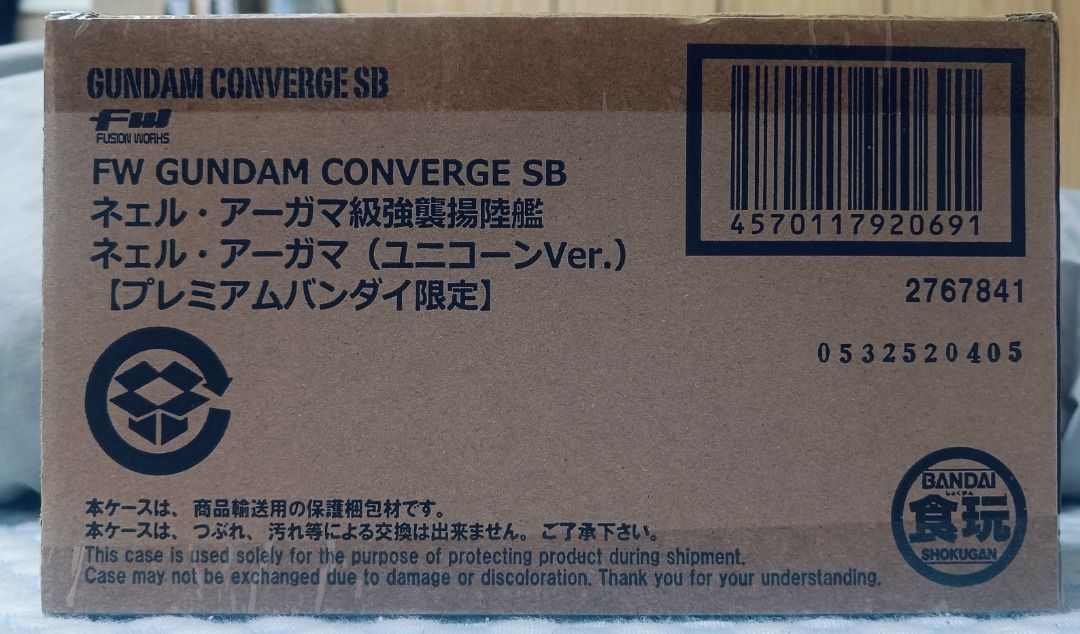 GUNDAM CONVERGE SB
FW
FUSION WORKS
FW GUNDAM CONVERGE SB
ネェル・アーガマ級強襲揚陸艦
ネェル・アーガマ（ユニコーンVer.）
【プレミアムバンダイ限定】
4570117920691
2767841
0532520405
本ケースは、商品輸送用の保護梱包材です。
本ケースは、つぶれ、汚れ等による交換は出来ません。ご了承下さい。
This case is used solely for the purpose of protecting product during shipment.
Case may not be exchanged due to damage or discoloration. Thank you for your understanding.
BANDAI
しょくがん
食玩
SHOKUGAN